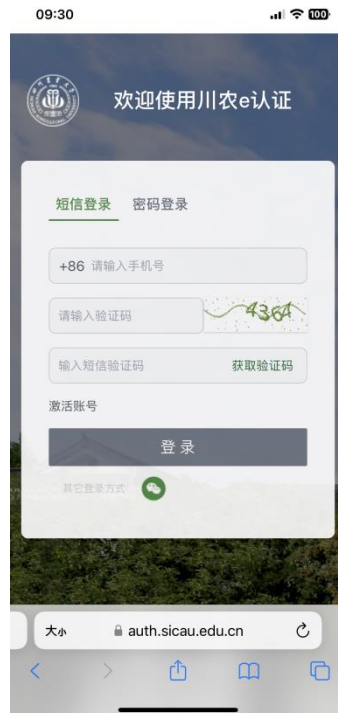 09:30
100
欢迎使用川农e认证
短信登录 密码登录
+86 请输入手机号
请输入验证码 4364
输入短信验证码 获取验证码
激活账号
登录
其它登录方式
大小 auth.sicau.edu.cn